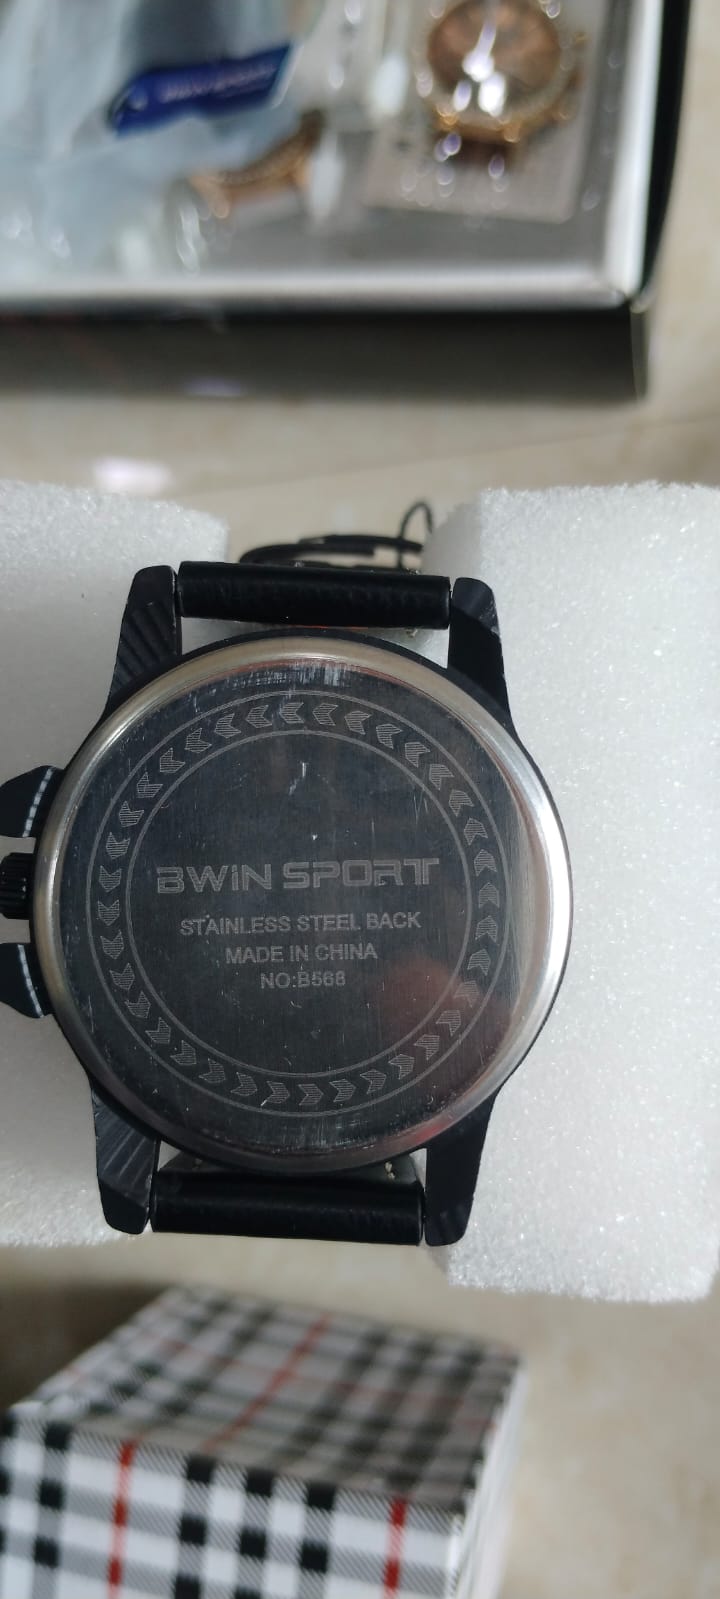 BWIN SPORT
STAINLESS STEEL BACK
MADE IN CHINA
NO:B568